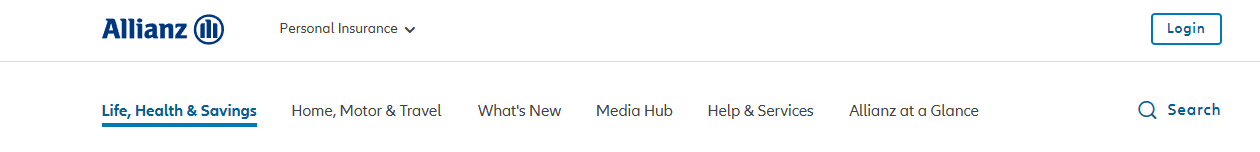 Allianz Personal Insurance Login
Life, Health & Savings Home, Motor & Travel What's New Media Hub Help & Services Allianz at a Glance Search